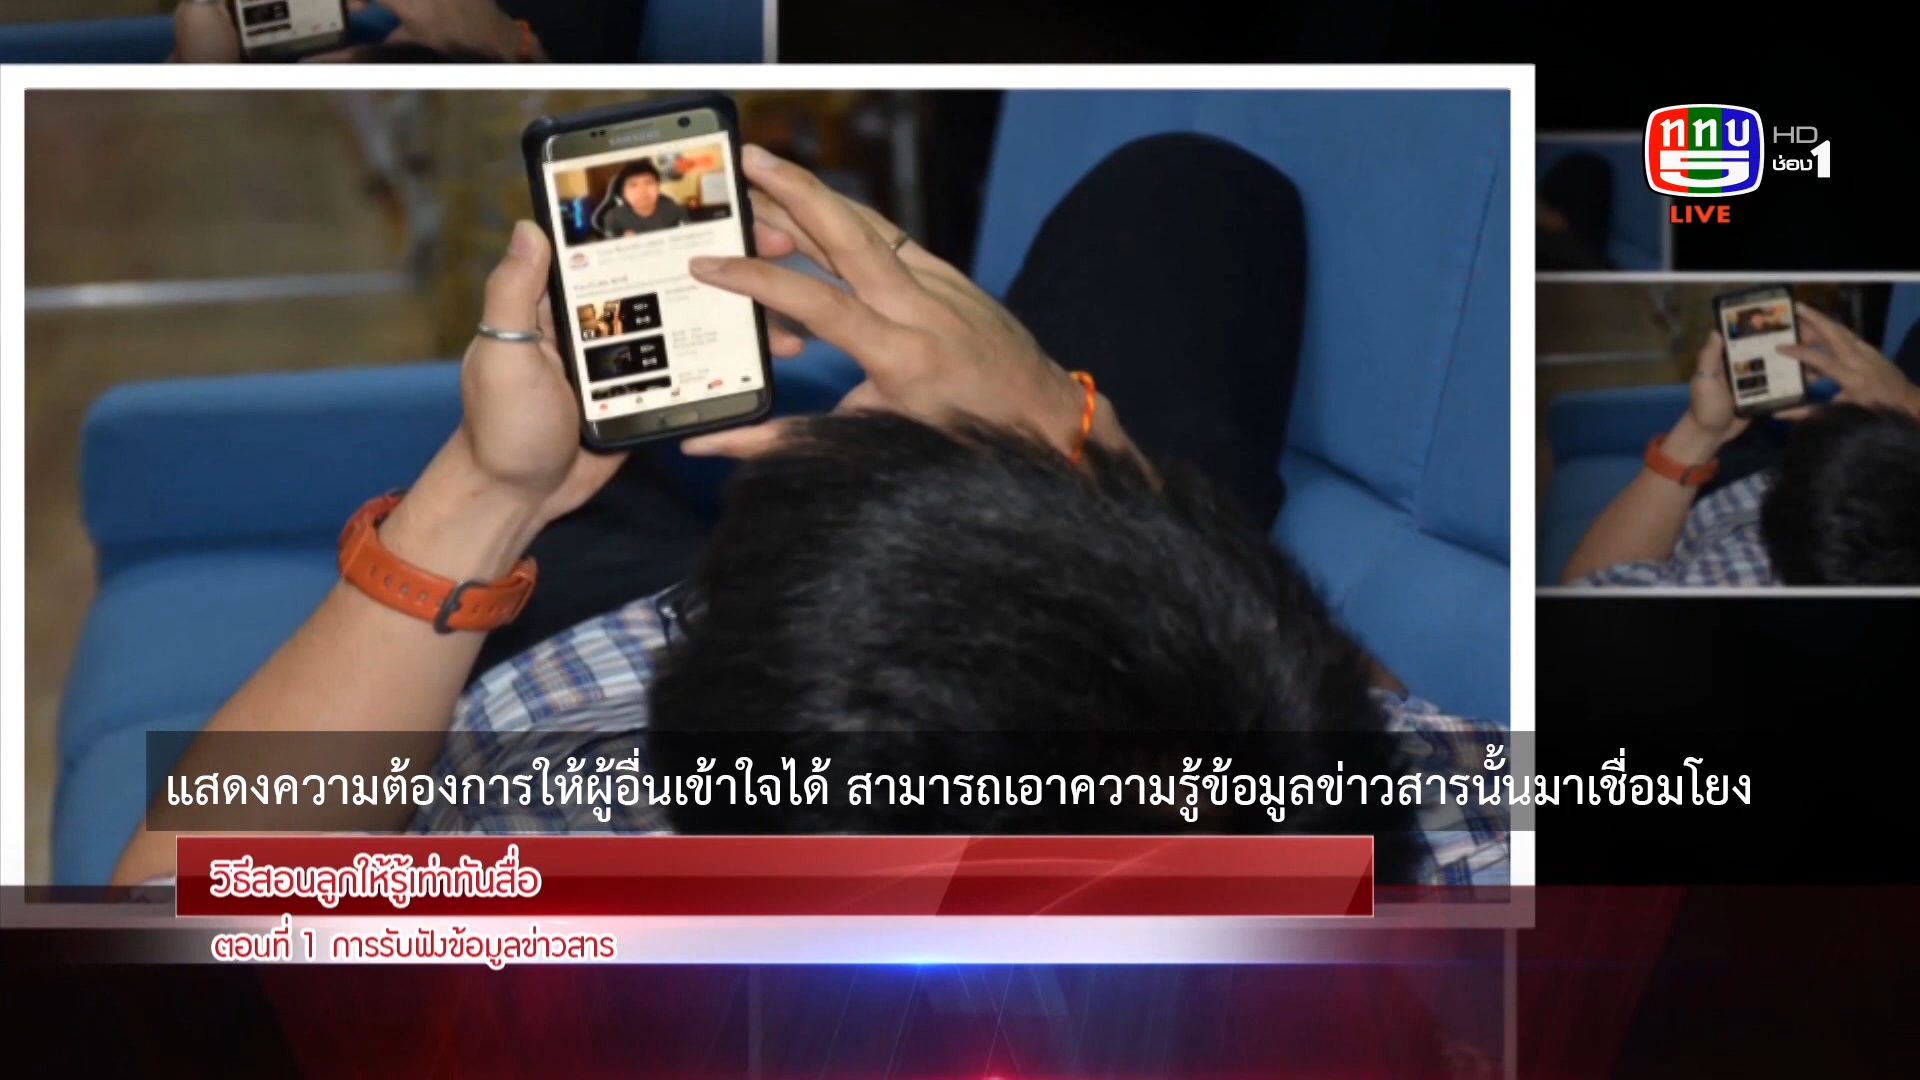 ททบ
5
HD
ช่อง 1
LIVE
SAMSUNG
แสดงความต้องการให้ผู้อื่นเข้าใจได้ สามารถเอาความรู้ข้อมูลข่าวสารนั้นมาเชื่อมโยง
วิธีสอนลูกให้รู้เท่าทันสื่อ
ตอนที่ 1 การรับฟังข้อมูลข่าวสาร